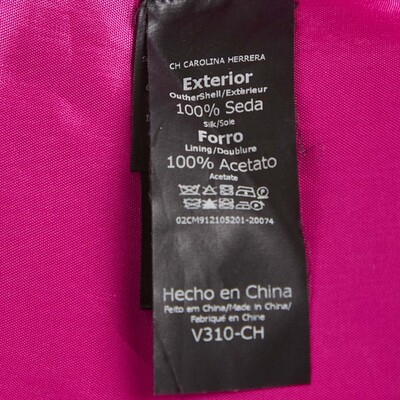 CH CAROLINA HERRERA
Exterior
OutherShell/Extèrieur
100% Seda
Silk/Soie
Forro
Lining/Doublure
100% Acetato
Acetate
02CM912105201-20074
Hecho en China
Feito em China/Made in China/
Fabriqué en Chine
V310-CH